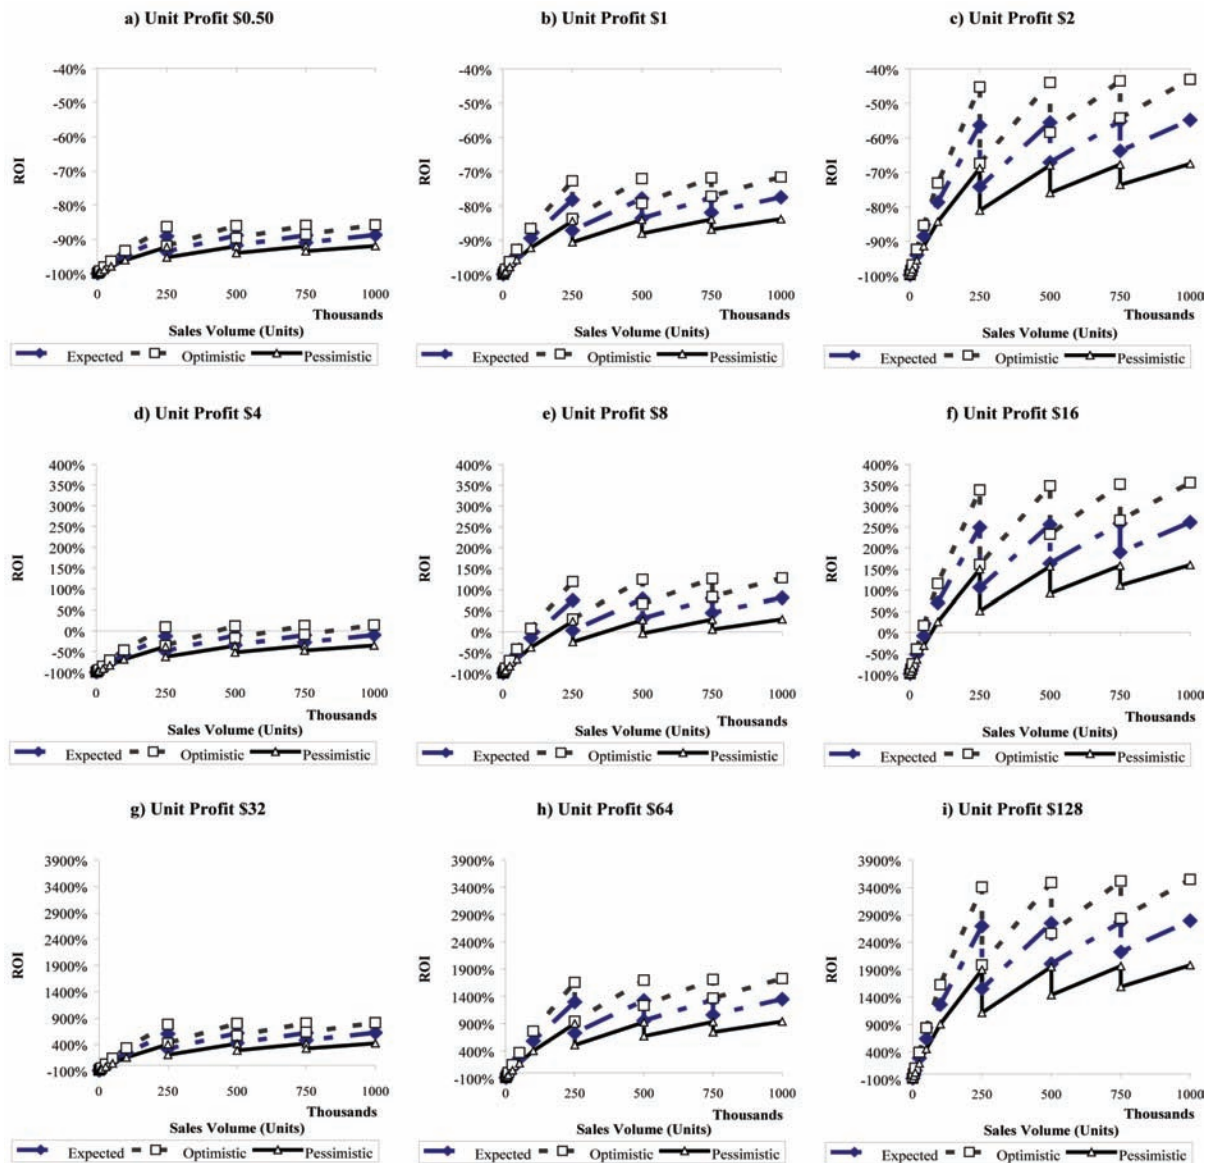 a) Unit Profit $0.50
b) Unit Profit $1
c) Unit Profit $2
-40%
-50%
-60%
-70%
-80%
-90%
-100%
ROI
0
250
500
750
1000
Thousands
Sales Volume (Units)
Expected Optimistic Pessimistic
-40%
-50%
-60%
-70%
-80%
-90%
-100%
ROI
0
250
500
750
1000
Thousands
Sales Volume (Units)
Expected Optimistic Pessimistic
-40%
-50%
-60%
-70%
-80%
-90%
-100%
ROI
0
250
500
750
1000
Thousands
Sales Volume (Units)
Expected Optimistic Pessimistic
d) Unit Profit $4
e) Unit Profit $8
f) Unit Profit $16
400%
350%
300%
250%
200%
150%
100%
50%
0%
-50%
-100%
ROI
0
250
500
750
1000
Thousands
Sales Volume (Units)
Expected Optimistic Pessimistic
400%
350%
300%
250%
200%
150%
100%
50%
0%
-50%
-100%
ROI
0
250
500
750
1000
Thousands
Sales Volume (Units)
Expected Optimistic Pessimistic
400%
350%
300%
250%
200%
150%
100%
50%
0%
-50%
-100%
ROI
0
250
500
750
1000
Thousands
Sales Volume (Units)
Expected Optimistic Pessimistic
g) Unit Profit $32
h) Unit Profit $64
i) Unit Profit $128
3900%
3400%
2900%
2400%
1900%
1400%
900%
400%
-100%
ROI
0
250
500
750
1000
Thousands
Sales Volume (Units)
Expected Optimistic Pessimistic
3900%
3400%
2900%
2400%
1900%
1400%
900%
400%
-100%
ROI
0
250
500
750
1000
Thousands
Sales Volume (Units)
Expected Optimistic Pessimistic
3900%
3400%
2900%
2400%
1900%
1400%
900%
400%
-100%
ROI
0
250
500
750
1000
Thousands
Sales Volume (Units)
Expected Optimistic Pessimistic